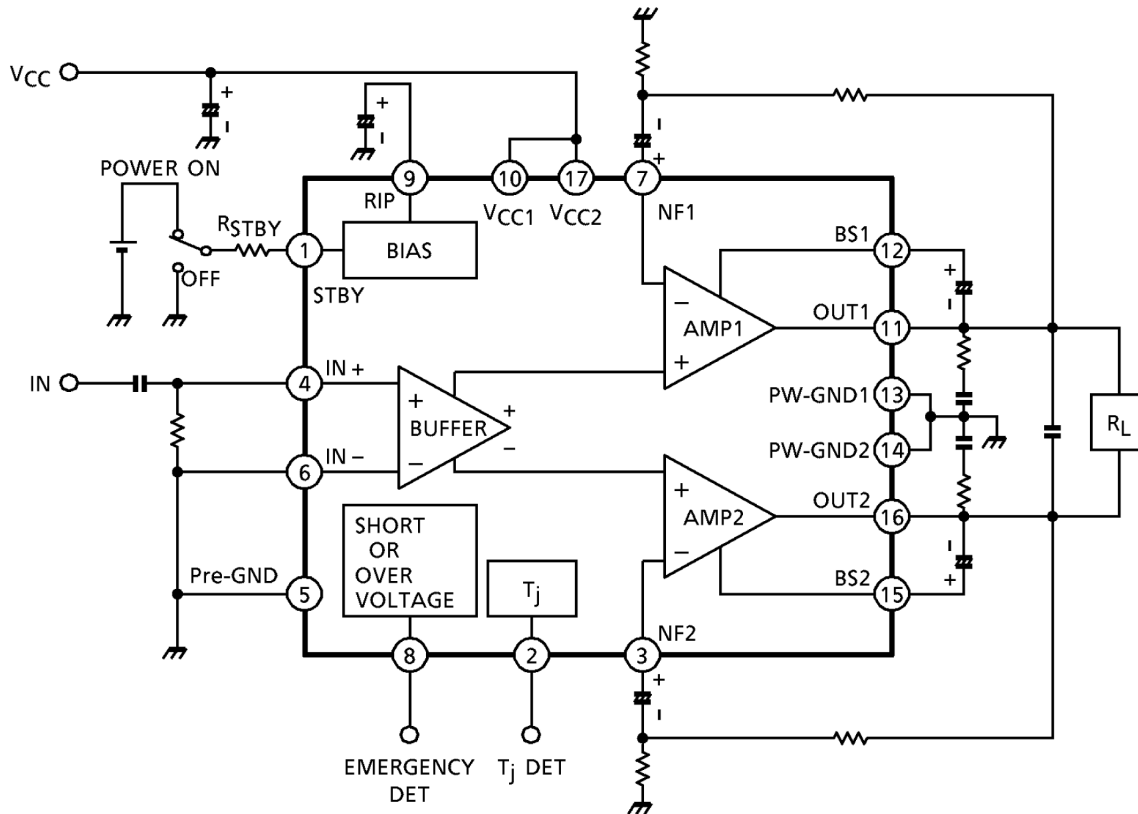 VCC
+
-
+
-
-
+
POWER ON
9
10
17
7
RIP
VCC1
VCC2
NF1
RSTBY
1
BIAS
BS1
12
+
-
OFF
STBY
-
AMP1
+
OUT1
11
IN
4
IN +
PW-GND1
13
+
BUFFER
-
+
-
RL
6
IN -
PW-GND2
14
+
AMP2
-
OUT2
16
SHORT
OR
OVER
VOLTAGE
Tj
-
+
Pre-GND
5
BS2
15
NF2
8
2
3
+
-
EMERGENCY
DET
Tj DET